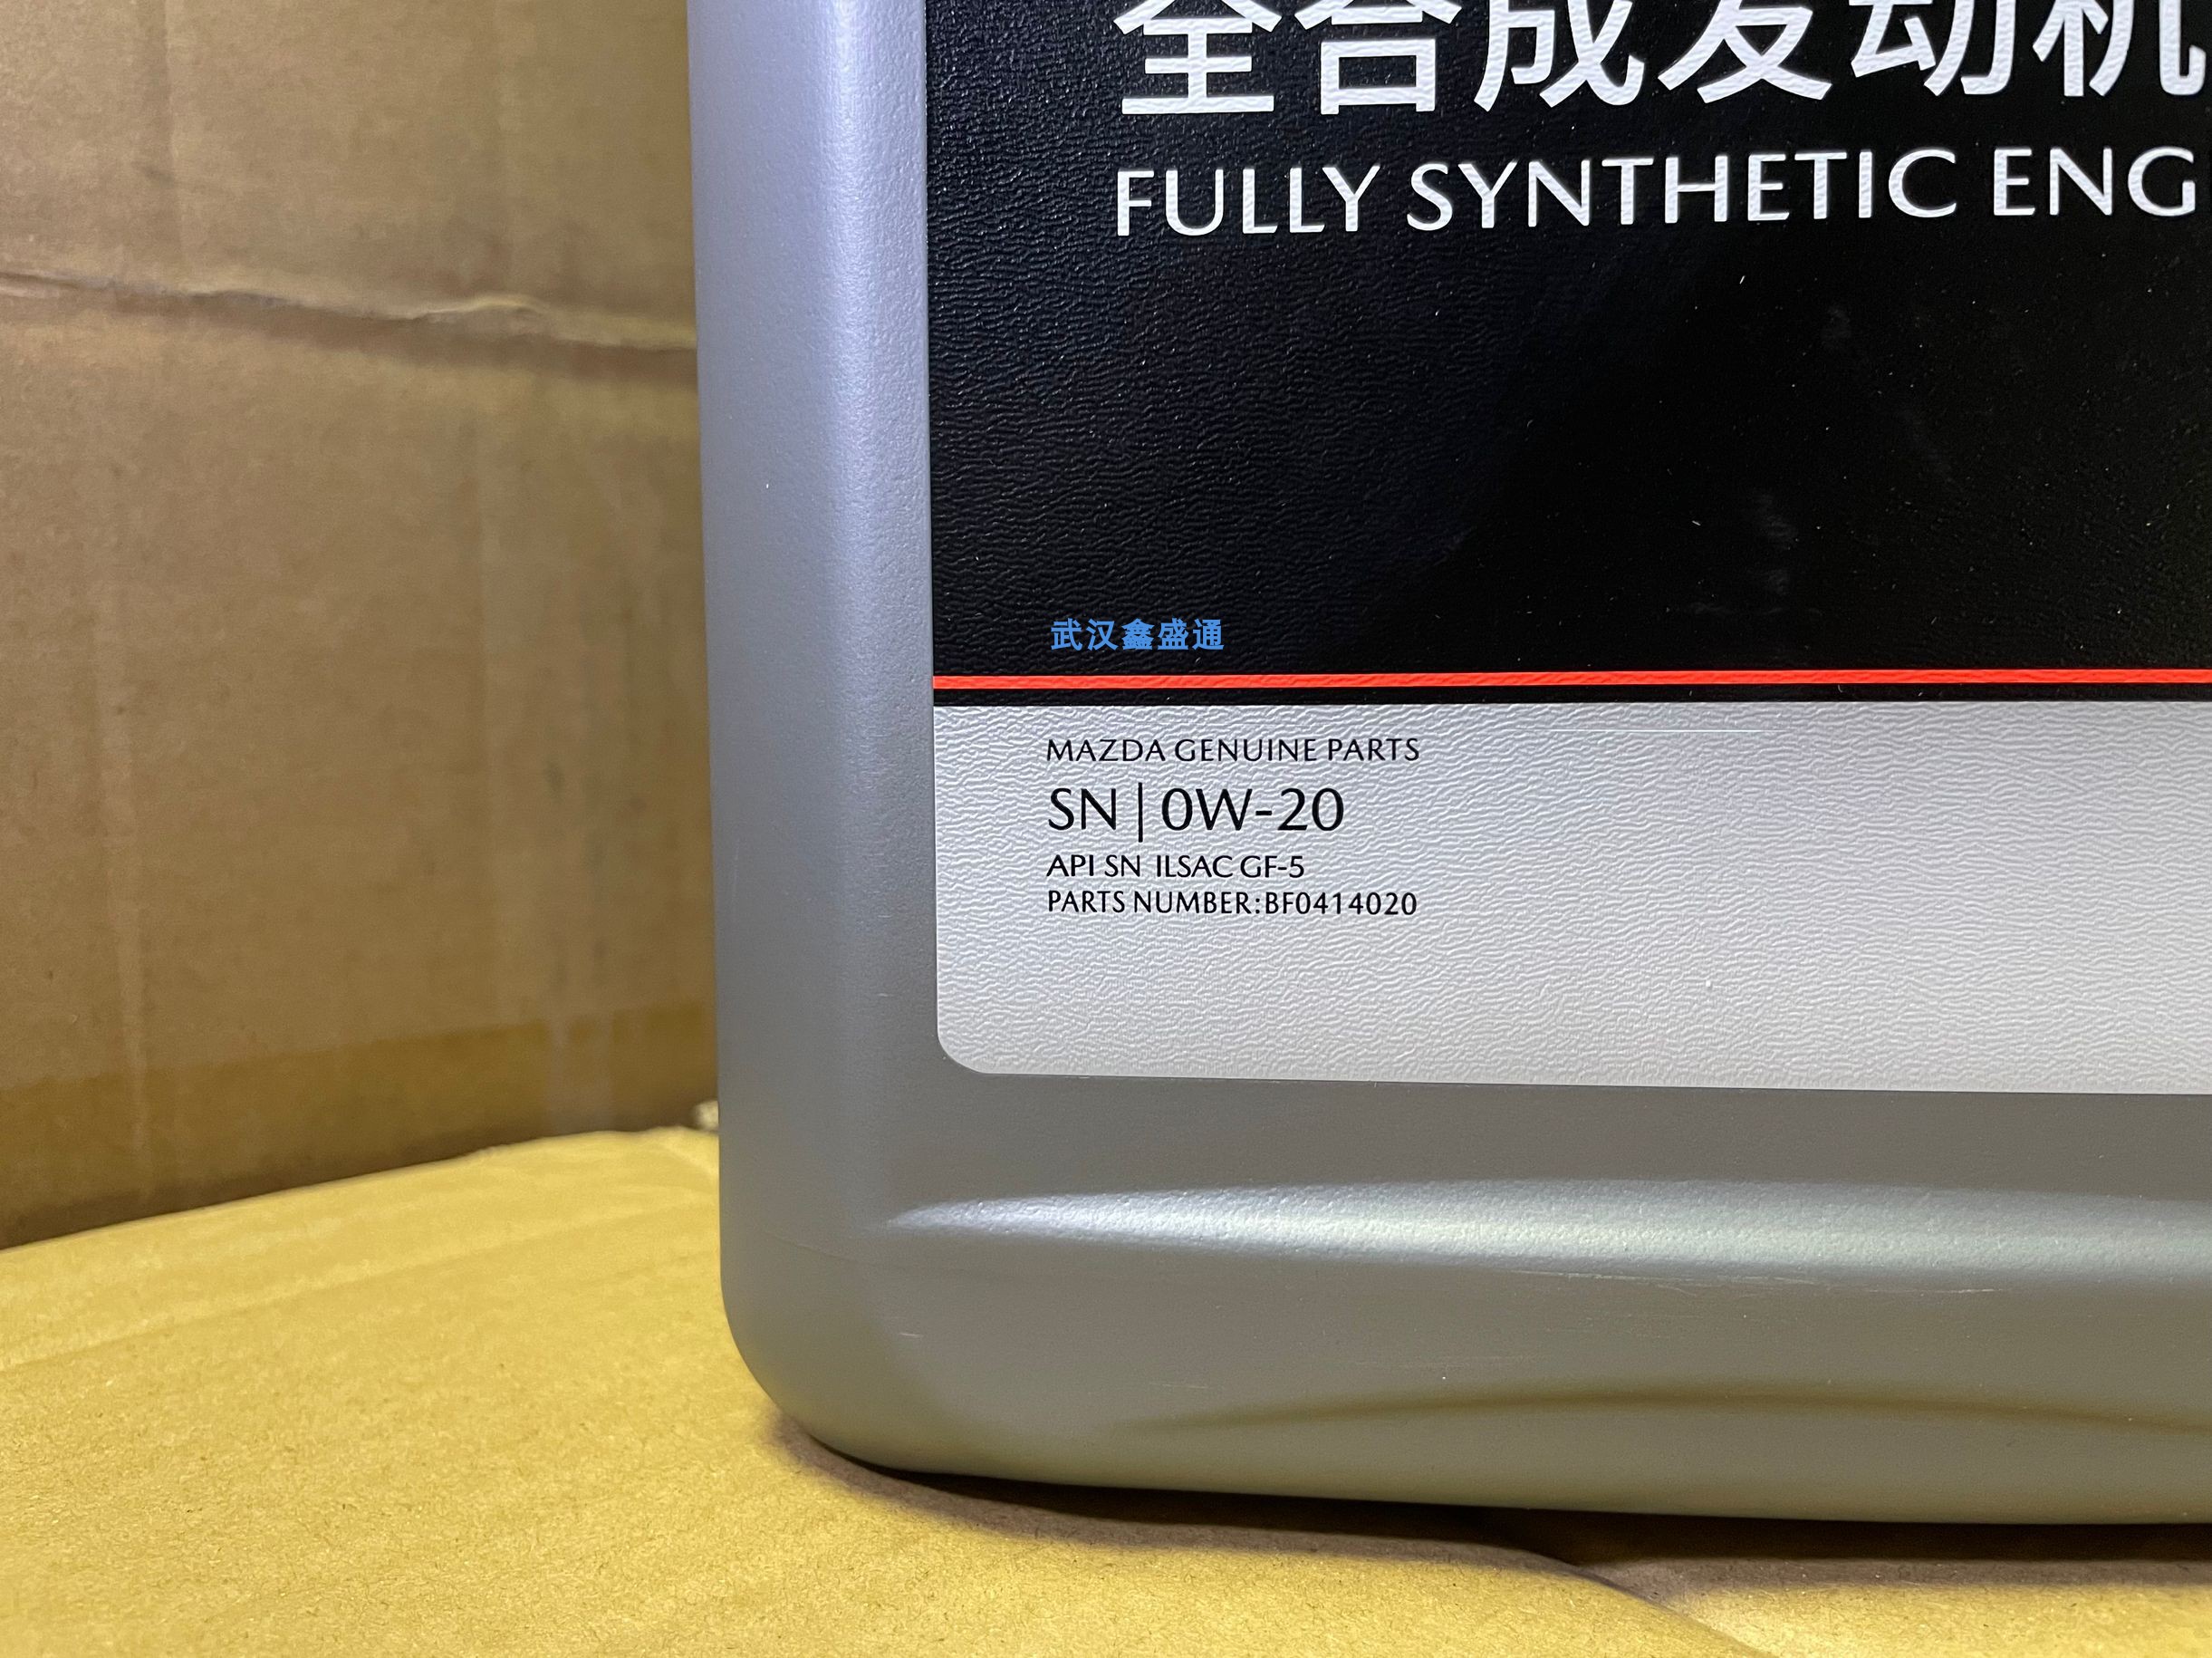 全合成发动机
FULLY SYNTHETIC ENG
武汉鑫盛通
MAZDA GENUINE PARTS
SN | 0W-20
API SN ILSAC GF-5
PARTS NUMBER:BF0414020